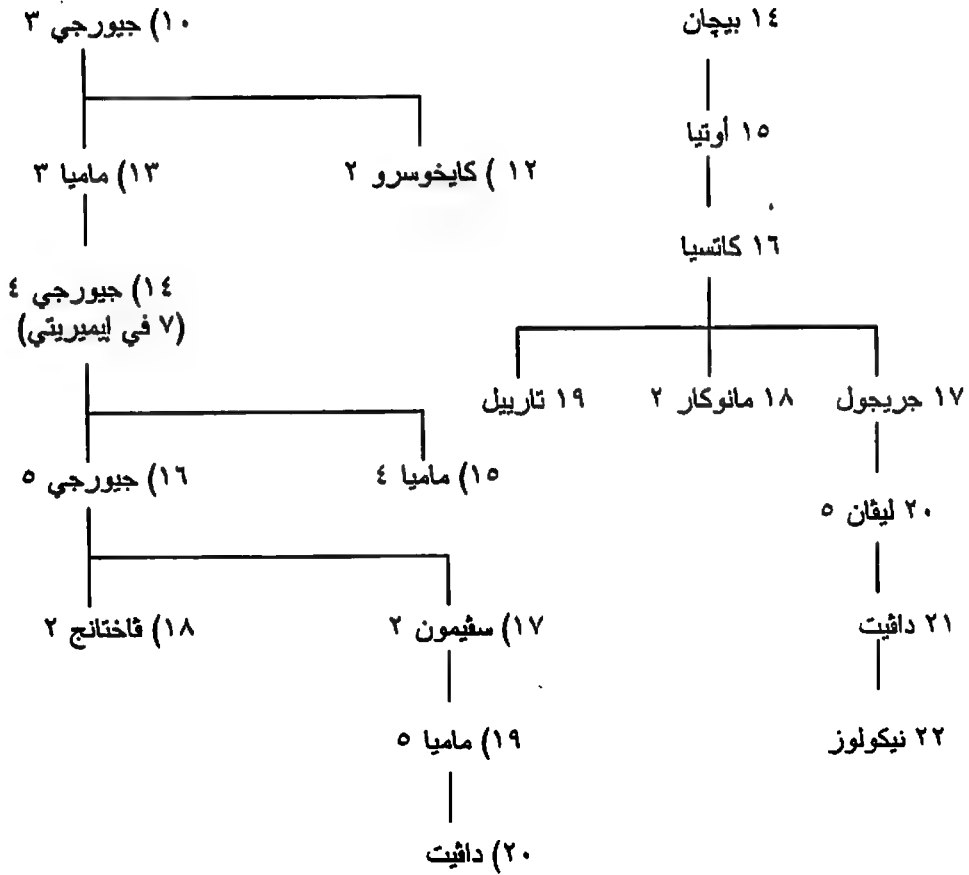 ١٤ بيچان
١٥ أوتيا
١٦ كاتسيا
١٧ جريجول
١٨ مانوكار ٢
١٩ تارييل
٢٠ ليڤان ٥
٢١ داڤيت
٢٢ نيكولوز
١٠) جيورجي ٣
١٢ ) كايخوسرو ٢
١٣) ماميا ٣
١٤) جيورجي ٤
(٧ في إيميريتي)
١٥) ماميا ٤
١٦) جيورجي ٥
١٧) سڤيمون ٢
١٨) ڤاختانج ٢
١٩) ماميا ٥
٢٠) داڤيت